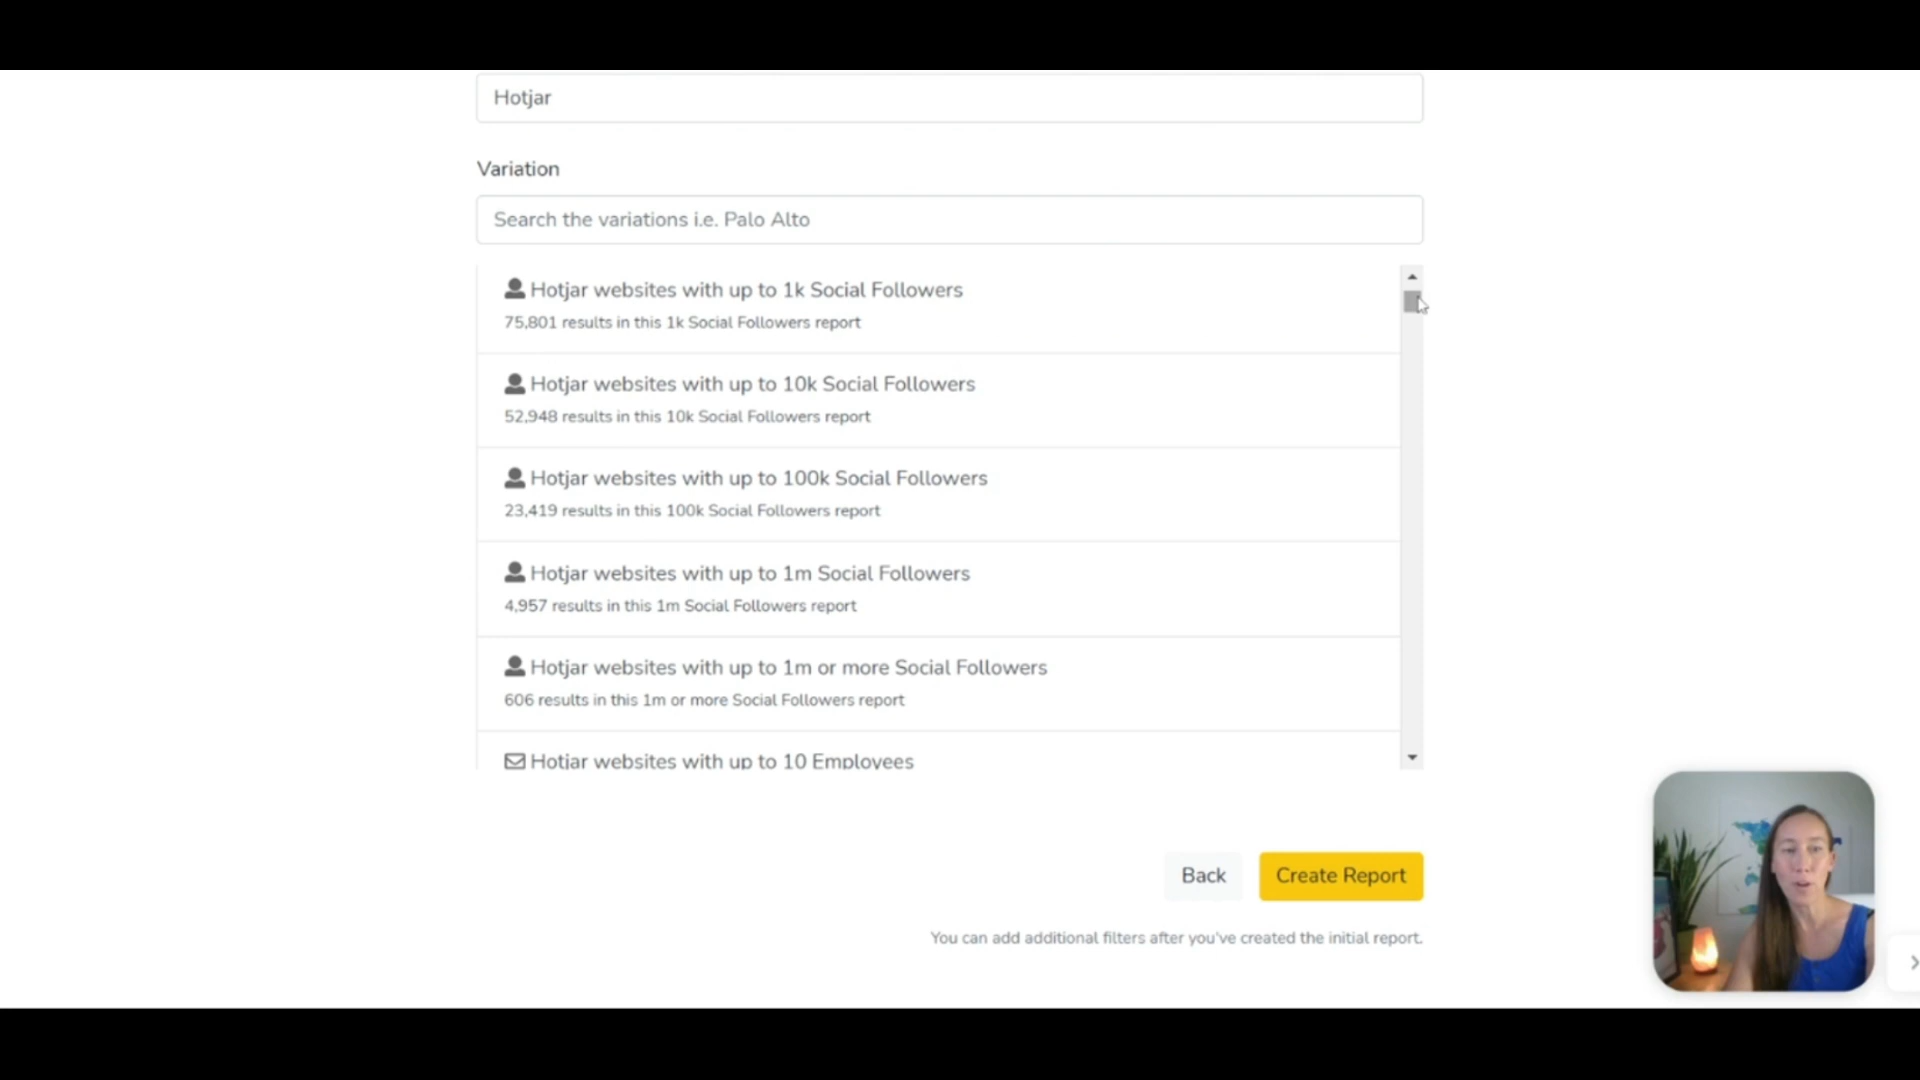 Hotjar
Variation
Search the variations i.e. Palo Alto
Hotjar websites with up to 1k Social Followers
75,801 results in this 1k Social Followers report
Hotjar websites with up to 10k Social Followers
52,948 results in this 10k Social Followers report
Hotjar websites with up to 100k Social Followers
23,419 results in this 100k Social Followers report
Hotjar websites with up to 1m Social Followers
4,957 results in this 1m Social Followers report
Hotjar websites with up to 1m or more Social Followers
606 results in this 1m or more Social Followers report
Hotjar websites with up to 10 Employees
Back
Create Report
You can add additional filters after you've created the initial report.